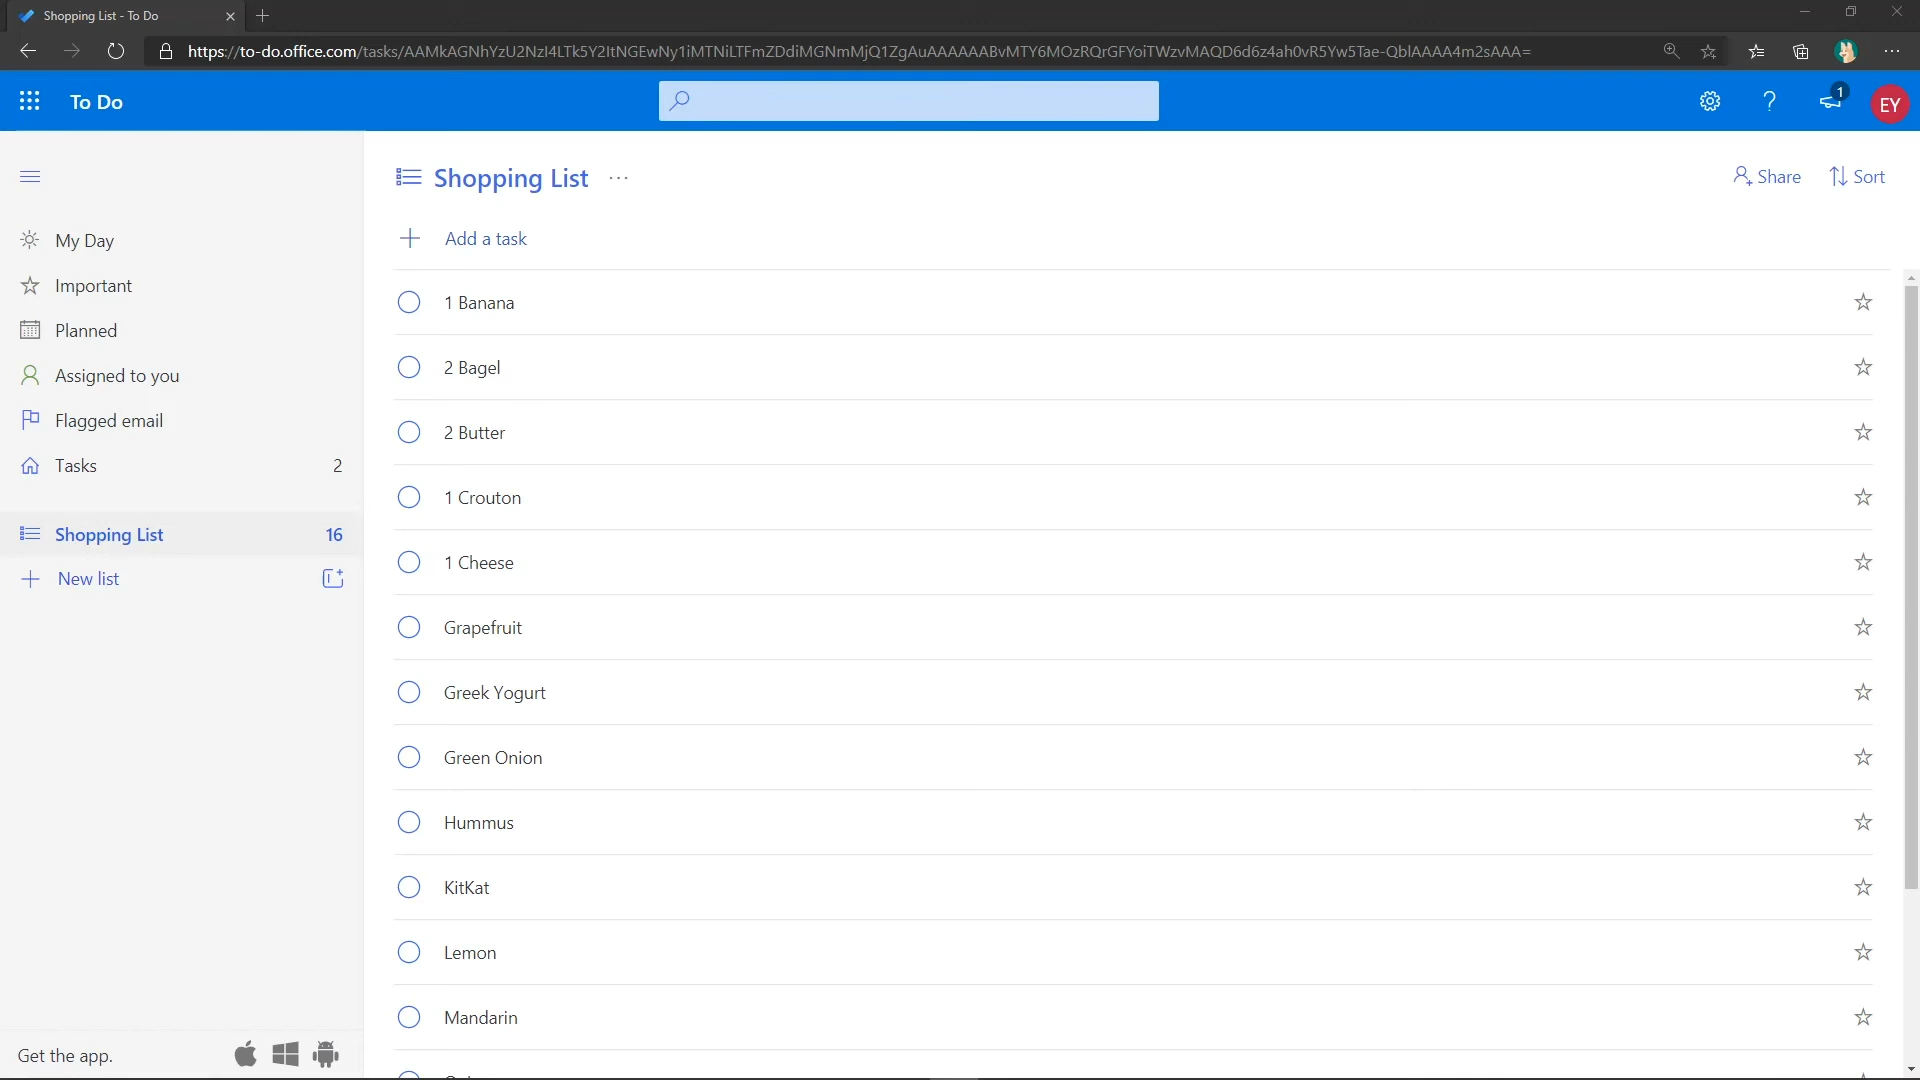 Shopping List - To Do
https://to-do.office.com/tasks/AAMkAGNhYzU2NzI4LTk5Y2ItNGEwNy1iMTNiLTFmZDdiMGNmMjQ1ZgAuAAAAAABvMTY6MOzRQrGFYoiTWzvMAQD6d6z4ah0vR5Yw5Tae-QblAAAA4m2sAAA=
To Do
1
EY
Shopping List ...
Share
Sort
Add a task
My Day
Important
Planned
Assigned to you
Flagged email
Tasks 2
Shopping List 16
New list
1 Banana
2 Bagel
2 Butter
1 Crouton
1 Cheese
Grapefruit
Greek Yogurt
Green Onion
Hummus
KitKat
Lemon
Mandarin
Get the app.